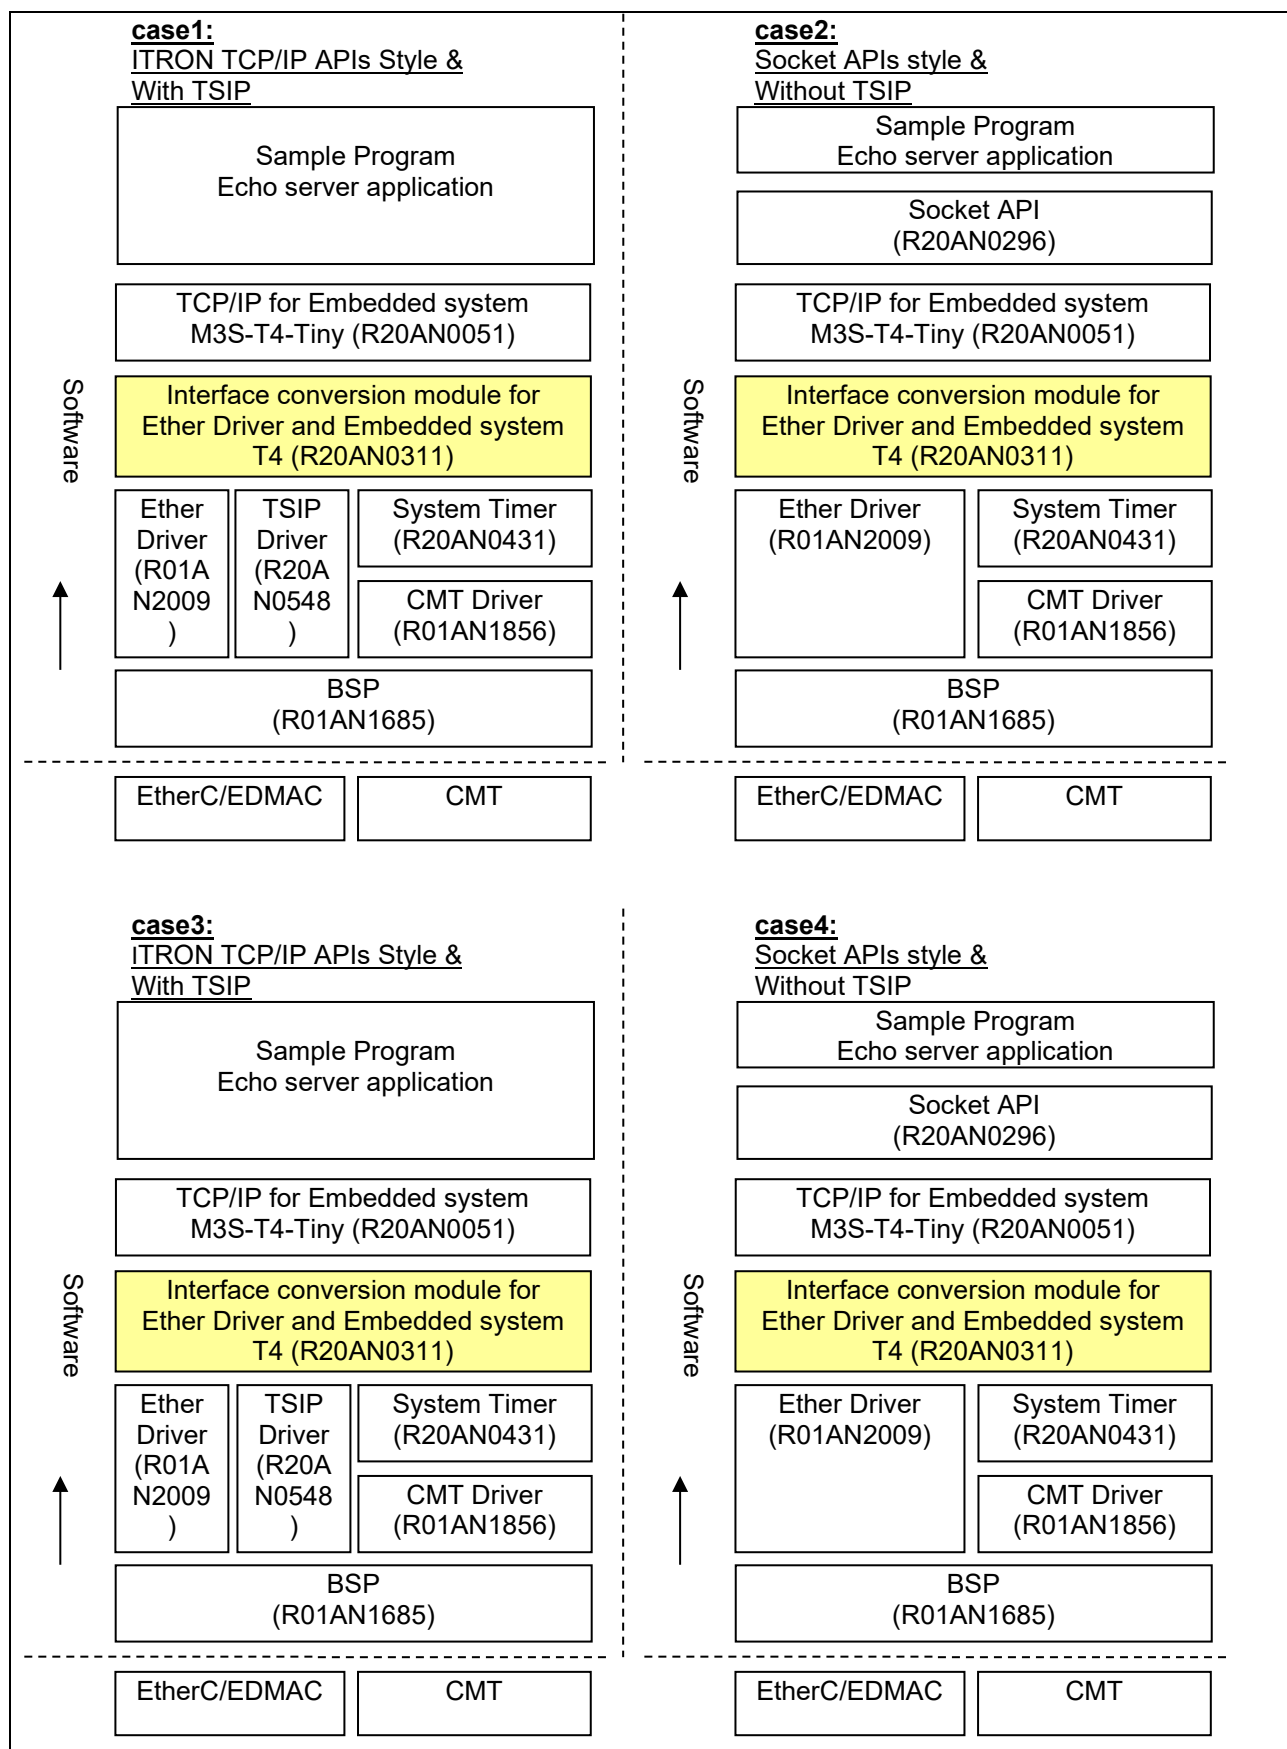 case1:
ITRON TCP/IP APIs Style &
With TSIP
Sample Program
Echo server application
TCP/IP for Embedded system
M3S-T4-Tiny (R20AN0051)
Software
Interface conversion module for
Ether Driver and Embedded system
T4 (R20AN0311)
Ether
Driver
(R01A
N2009
)
TSIP
Driver
(R20A
N0548
)
System Timer
(R20AN0431)
CMT Driver
(R01AN1856)
BSP
(R01AN1685)
EtherC/EDMAC
CMT
case2:
Socket APIs style &
Without TSIP
Sample Program
Echo server application
Socket API
(R20AN0296)
TCP/IP for Embedded system
M3S-T4-Tiny (R20AN0051)
Software
Interface conversion module for
Ether Driver and Embedded system
T4 (R20AN0311)
Ether Driver
(R01AN2009)
System Timer
(R20AN0431)
CMT Driver
(R01AN1856)
BSP
(R01AN1685)
EtherC/EDMAC
CMT
case3:
ITRON TCP/IP APIs Style &
With TSIP
Sample Program
Echo server application
TCP/IP for Embedded system
M3S-T4-Tiny (R20AN0051)
Software
Interface conversion module for
Ether Driver and Embedded system
T4 (R20AN0311)
Ether
Driver
(R01A
N2009
)
TSIP
Driver
(R20A
N0548
)
System Timer
(R20AN0431)
CMT Driver
(R01AN1856)
BSP
(R01AN1685)
EtherC/EDMAC
CMT
case4:
Socket APIs style &
Without TSIP
Sample Program
Echo server application
Socket API
(R20AN0296)
TCP/IP for Embedded system
M3S-T4-Tiny (R20AN0051)
Software
Interface conversion module for
Ether Driver and Embedded system
T4 (R20AN0311)
Ether Driver
(R01AN2009)
System Timer
(R20AN0431)
CMT Driver
(R01AN1856)
BSP
(R01AN1685)
EtherC/EDMAC
CMT